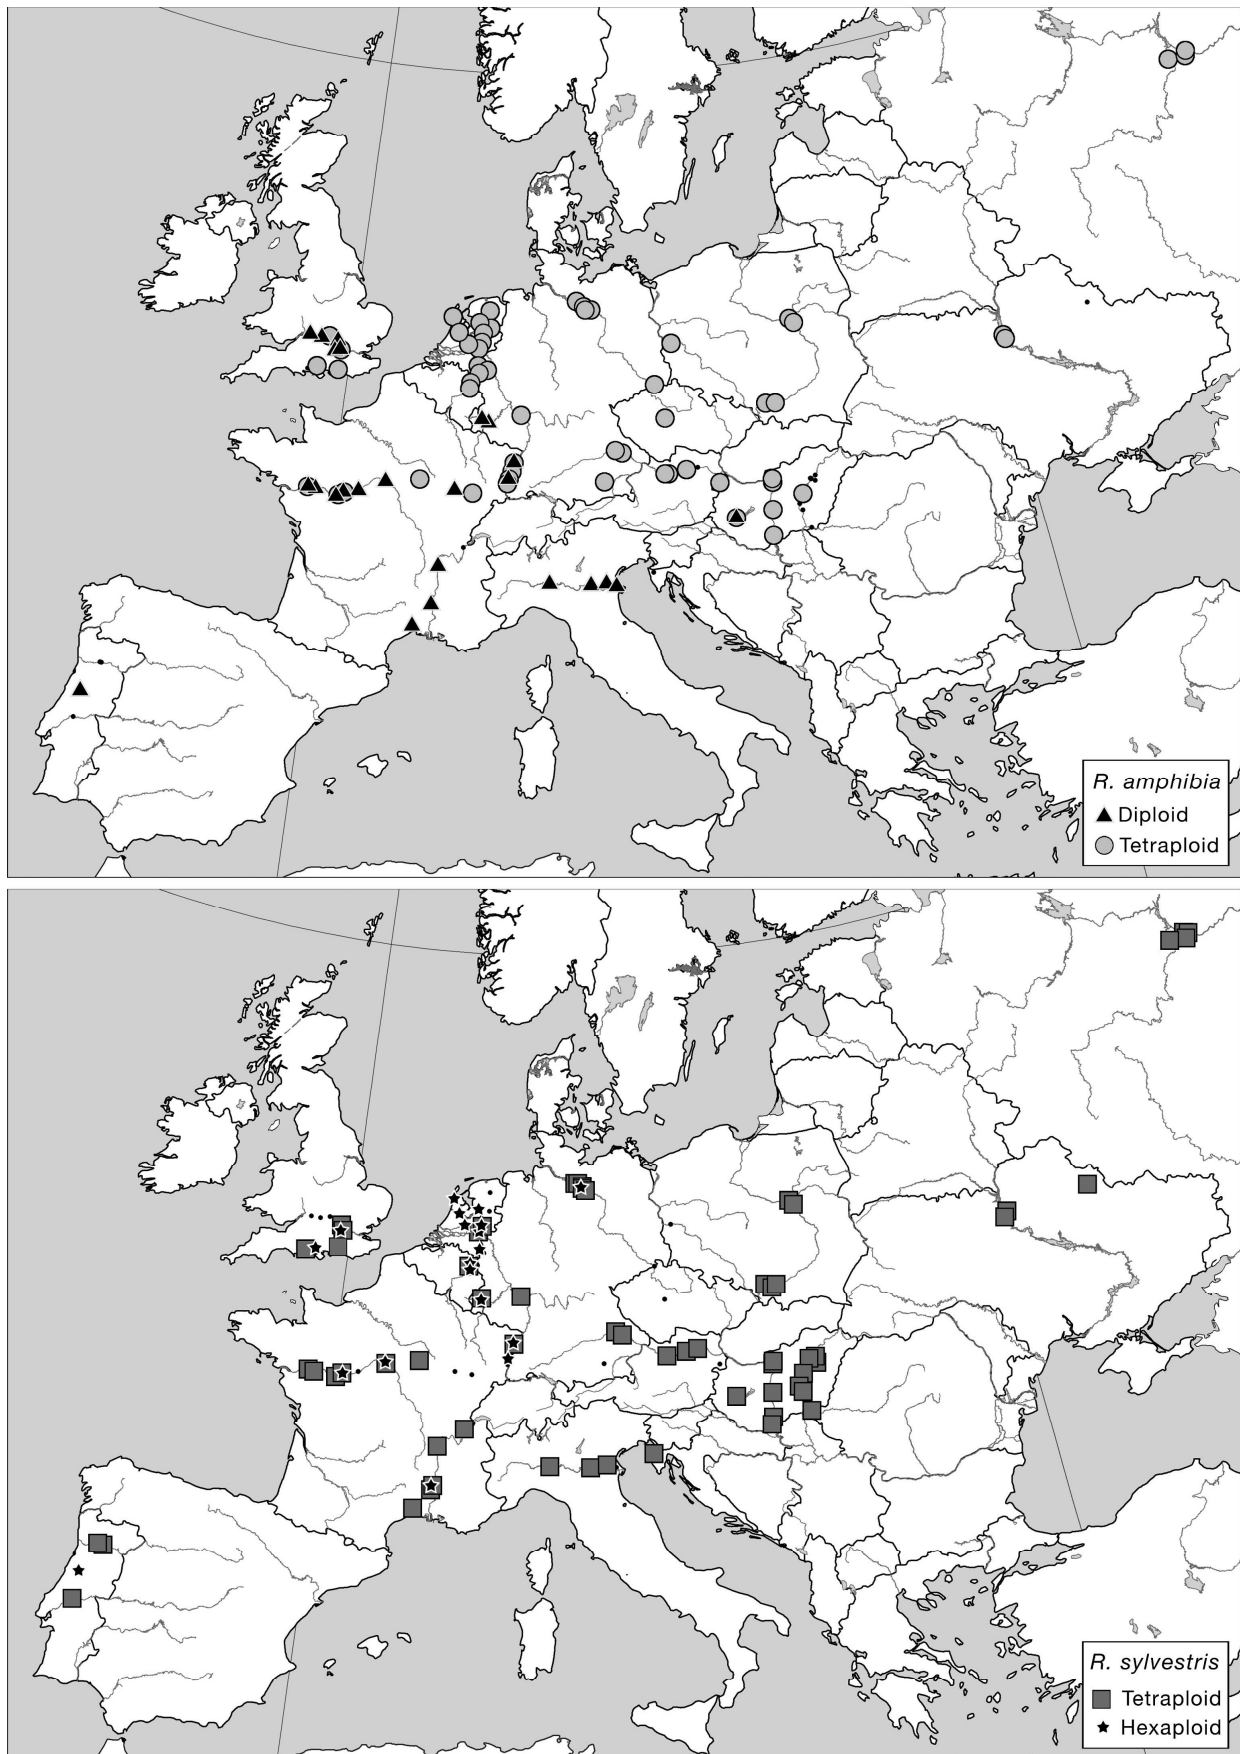 R. amphibia
Diploid
Tetraploid
R. sylvestris
Tetraploid
Hexaploid